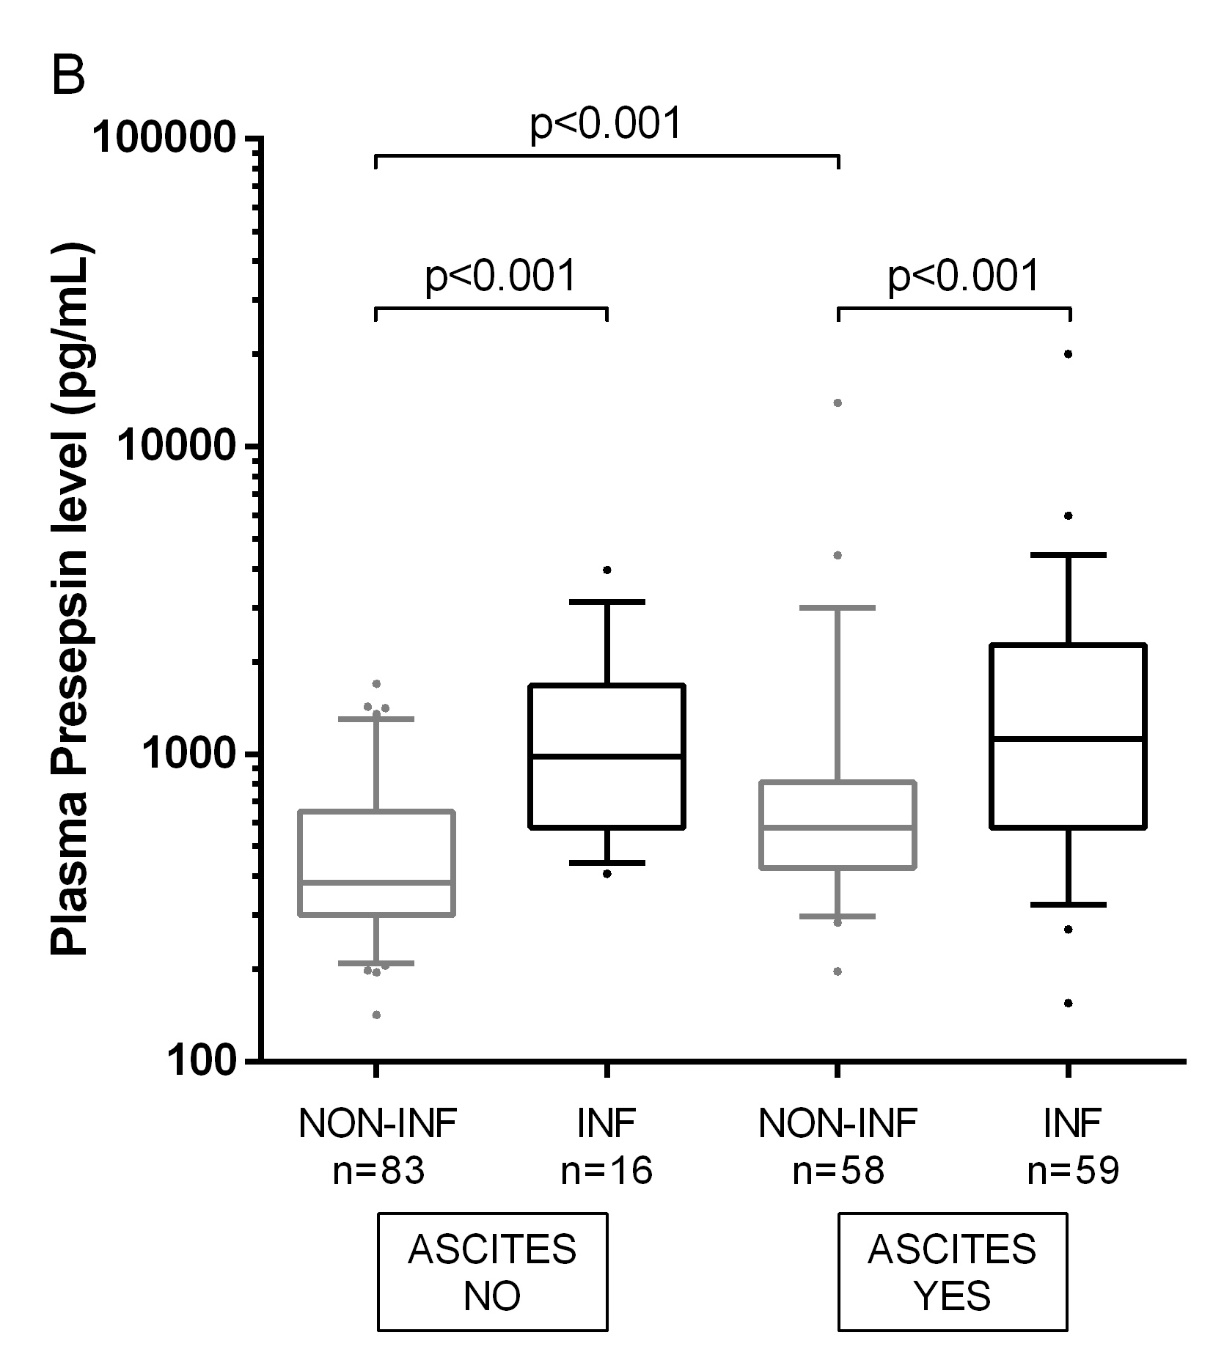 B
p<0.001
p<0.001
p<0.001
Plasma Presepsin level (pg/mL)
100000
10000
1000
100
NON-INF
n=83
INF
n=16
NON-INF
n=58
INF
n=59
ASCITES
NO
ASCITES
YES